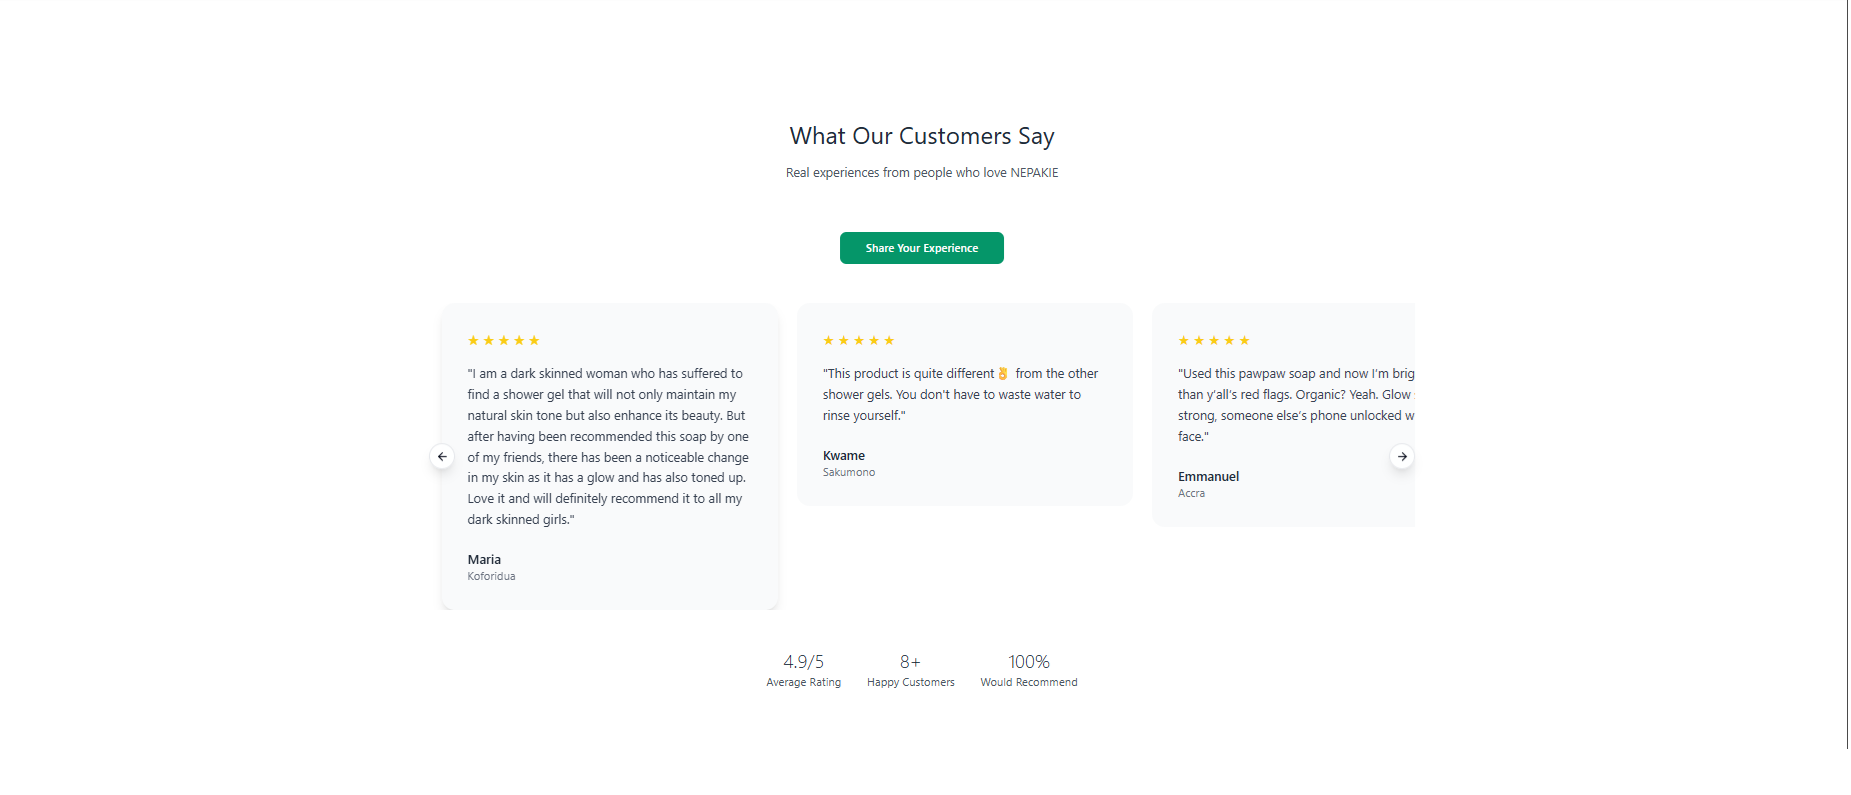 What Our Customers Say
Real experiences from people who love NEPAKIE
Share Your Experience
"I am a dark skinned woman who has suffered to
find a shower gel that will not only maintain my
natural skin tone but also enhance its beauty. But
after having been recommended this soap by one
of my friends, there has been a noticeable change
in my skin as it has a glow and has also toned up.
Love it and will definitely recommend it to all my
dark skinned girls."
Maria
Koforidua
"This product is quite different👌 from the other
shower gels. You don't have to waste water to
rinse yourself."
Kwame
Sakumono
"Used this pawpaw soap and now I'm
than y'all's red flags. Organic? Yeah. Glow
strong, someone else's phone unlocked
face."
Emmanuel
Accra
4.9/5
Average Rating
8+
Happy Customers
100%
Would Recommend